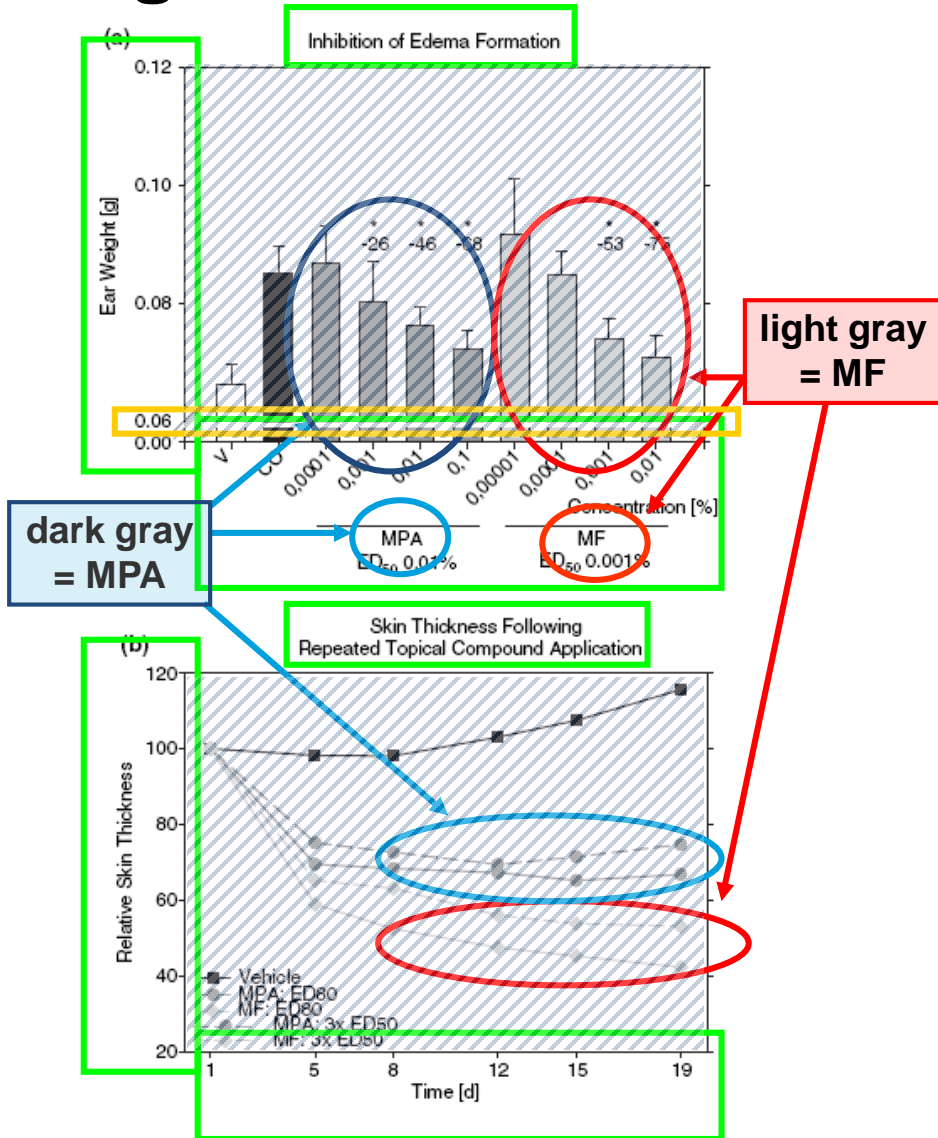 (a)
Inhibition of Edema Formation
0.12
0.10
0.08
0.06
0.00
Ear Weight [g]
* * *
-26 -46 -68
* *
-53 -75
V CO 0,0001 0,001 0,01 0,1 0,00001 0,0001 0,001 0,01
Concentration [%]
MPA
ED50 0.01%
MF
ED50 0.001%
light gray
= MF
dark gray
= MPA
(b)
Skin Thickness Following
Repeated Topical Compound Application
120
100
80
60
40
20
Relative Skin Thickness
Vehicle
MPA: ED80
MF: ED80
MPA: 3x ED50
MF: 3x ED50
1 5 8 12 15 19
Time [d]